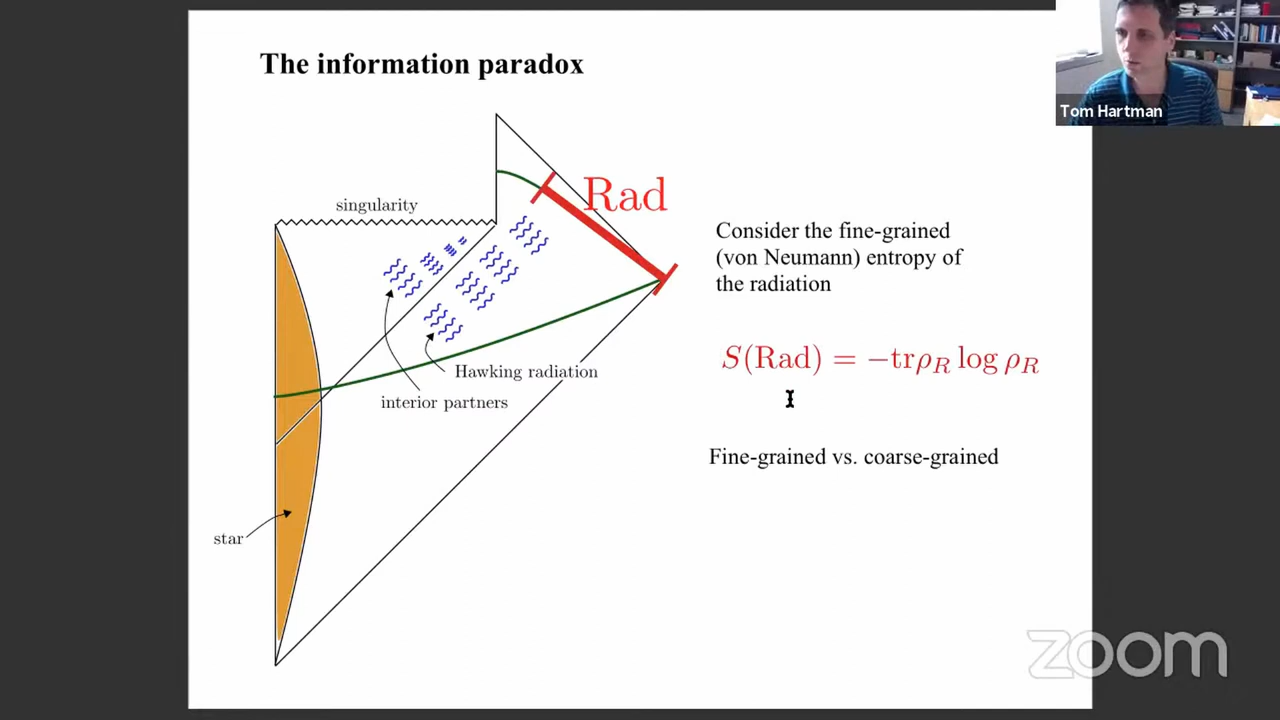 The information paradox
Tom Hartman
singularity
Rad
Consider the fine-grained
(von Neumann) entropy of
the radiation
S(Rad) = −trρ_R log ρ_R
Hawking radiation
interior partners
Fine-grained vs. coarse-grained
star
zoom